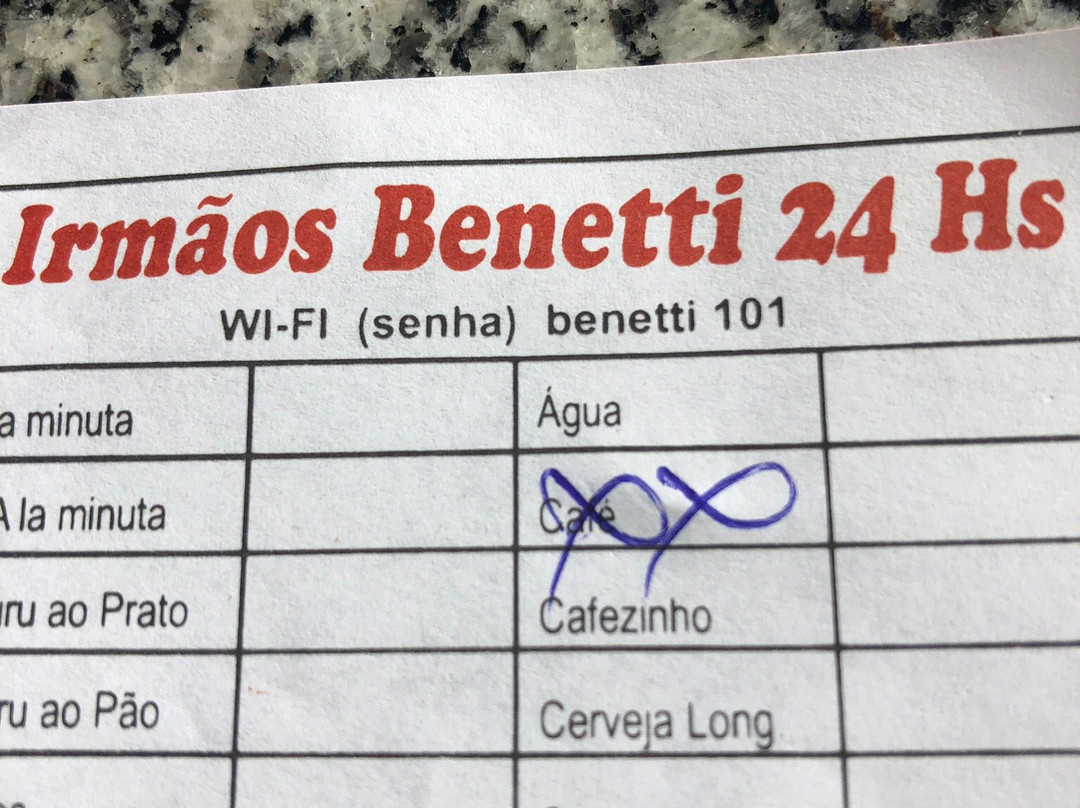 Irmãos Benetti 24 Hs
WI-FI (senha) benetti 101
a minuta Água
A la minuta Café
ru ao Prato Cafezinho
ru ao Pão Cerveja Long